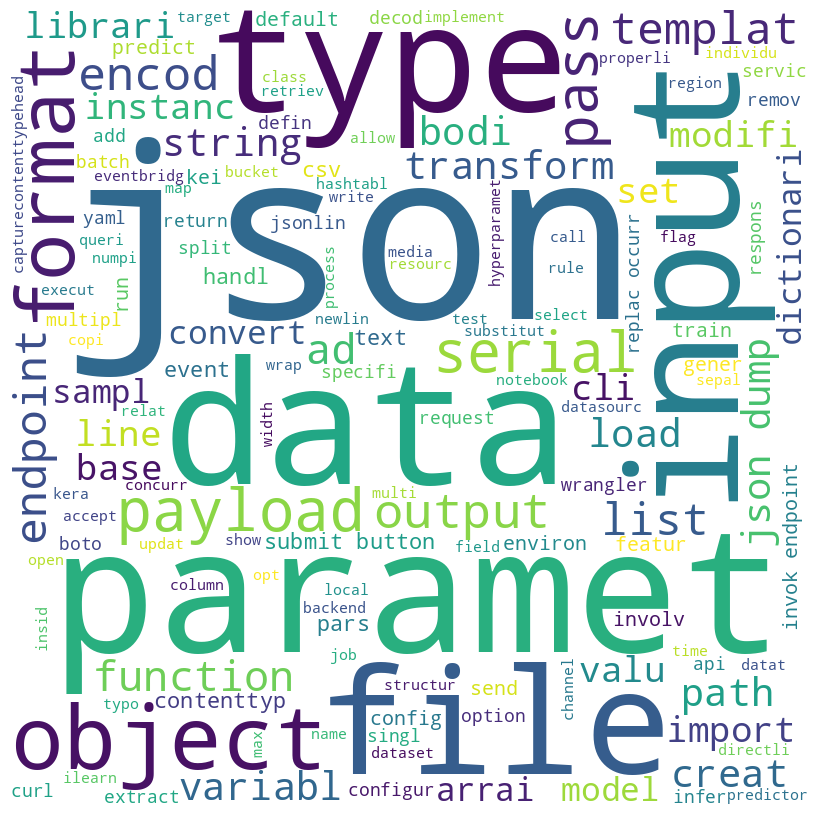 librari
target
default
decod
implement
type
pass
templat
predict
class
retriev
properli
individu
servic
format
encod
instanc
string
defin
bodi
allow
region
remov
modifi
input
capturecontenttypehead
add
batch
eventbridg
kei
bucket
csv
transform
set
dictionari
map
hashtabl
write
json
yaml
return
jsonlin
media
call
flag
respons
queri
numpi
split
resourc
rule
execut
handl
process
hyperparamet
select
replac occurr
multipl
run
newlin
test
substitut
train
copi
convert
ad
text
serial
gener
endpoint
event
wrap
specifi
notebook
cli
sepal
sampl
data
datasourc
json dump
relat
width
request
line
load
base
concurr
wrangler
kera
payload
multi
output
list
invok endpoint
accept
boto
updat
show
submit button
field
environ
featur
open
opt
paramet
column
local
backend
insid
pars
involv
job
time
function
structur
file
send
channel
valu
api
datat
path
typo
contenttyp
config
option
object
max
name
singl
import
dataset
directli
ilearn
curl
extract
variabl
configur
arrai
model
creat
infer
predictor